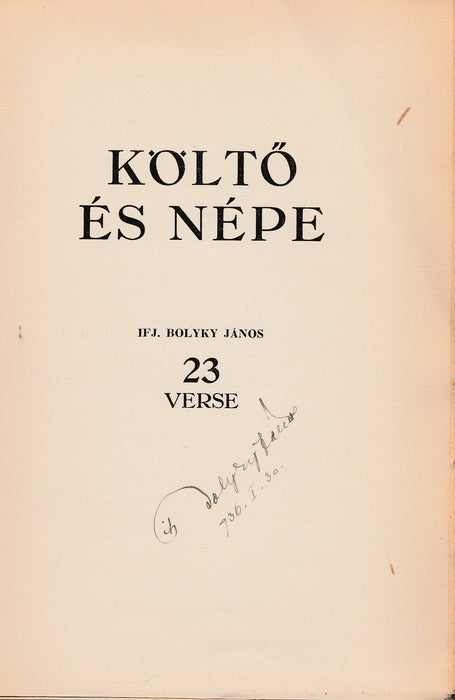 KÖLTŐ
ÉS NÉPE
IFJ. BOLYKY JÁNOS
23
VERSE
ifj Bolyky János
936. I. 30.